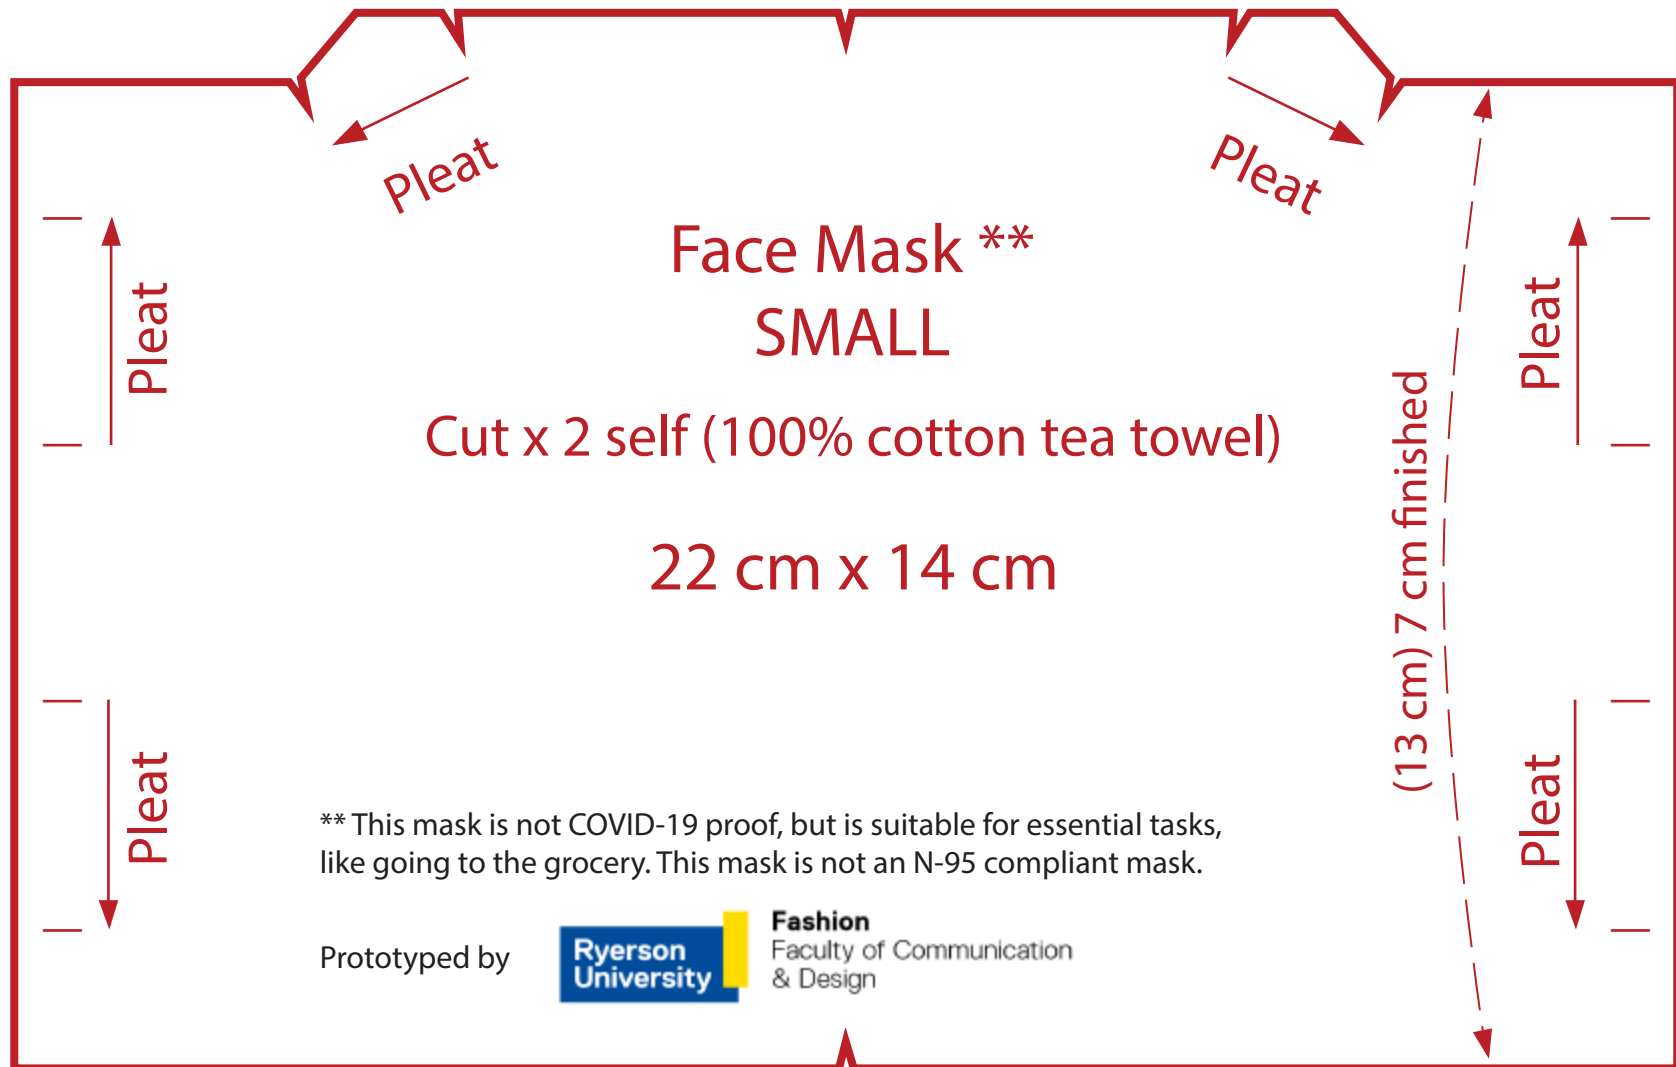 Pleat
Pleat
Face Mask **
SMALL
Pleat
Pleat
Cut x 2 self (100% cotton tea towel)
22 cm x 14 cm
(13 cm) 7 cm finished
Pleat
Pleat
** This mask is not COVID-19 proof, but is suitable for essential tasks,
like going to the grocery. This mask is not an N-95 compliant mask.
Prototyped by
Ryerson
University
Fashion
Faculty of Communication
& Design